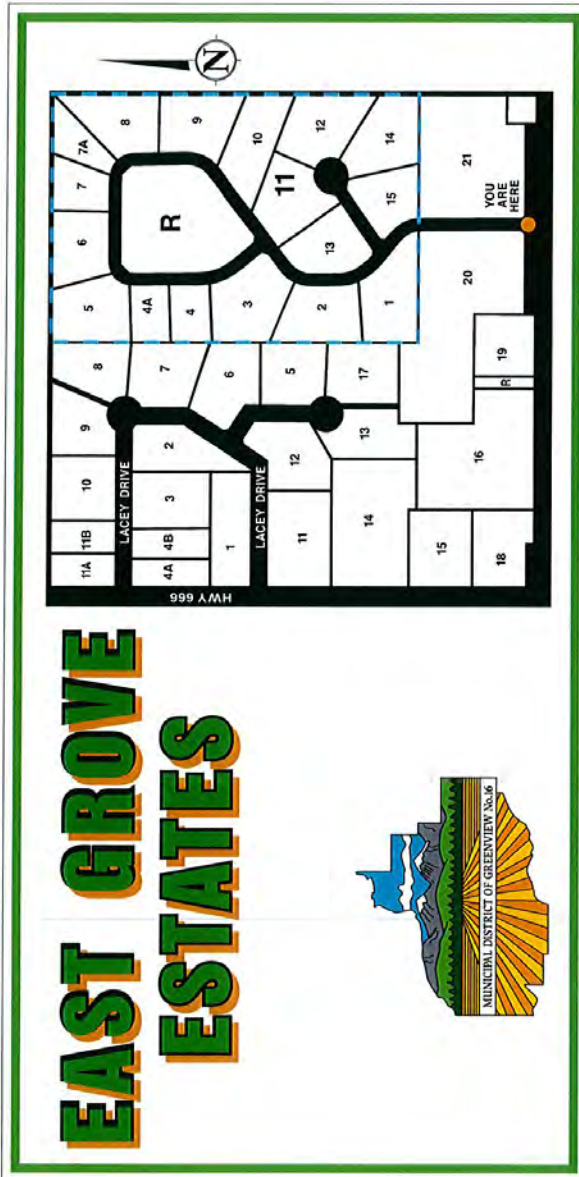 EAST GROVE
ESTATES
MUNICIPAL DISTRICT OF GREENVIEW No.16
N
11A
11B
10
9
8
5
6
7
7A
8
LACEY DRIVE
4A
4B
3
2
7
4A
4
R
9
HWY 666
1
6
3
10
LACEY DRIVE
11
12
5
2
13
11
12
14
13
17
1
15
14
15
16
20
21
18
R
19
YOU
ARE
HERE